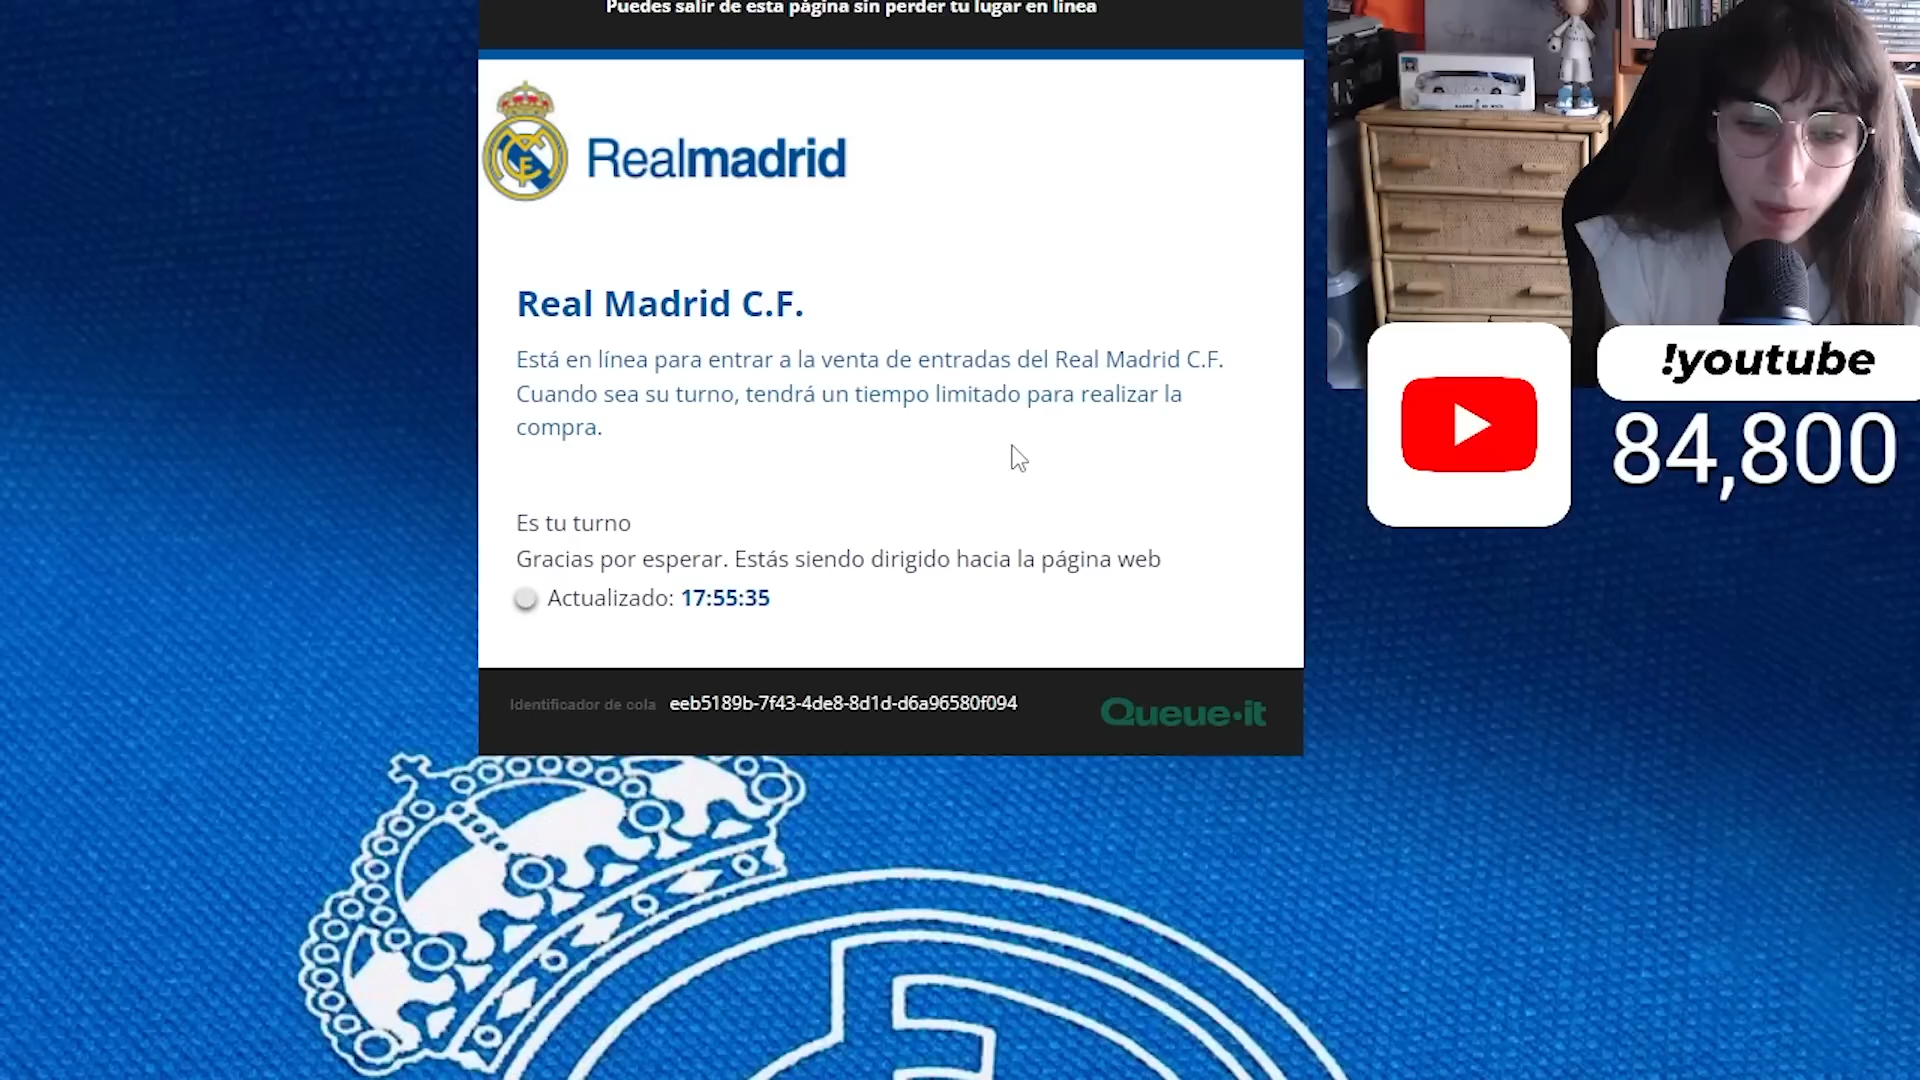 Puedes salir de esta página sin perder tu lugar en línea
Realmadrid
Real Madrid C.F.
Está en línea para entrar a la venta de entradas del Real Madrid C.F.
Cuando sea su turno, tendrá un tiempo limitado para realizar la
compra.
Es tu turno
Gracias por esperar. Estás siendo dirigido hacia la página web
Actualizado: 17:55:35
Identificador de cola eeb5189b-7f43-4de8-8d1d-d6a96580f094
Queue-it
!youtube
84,800